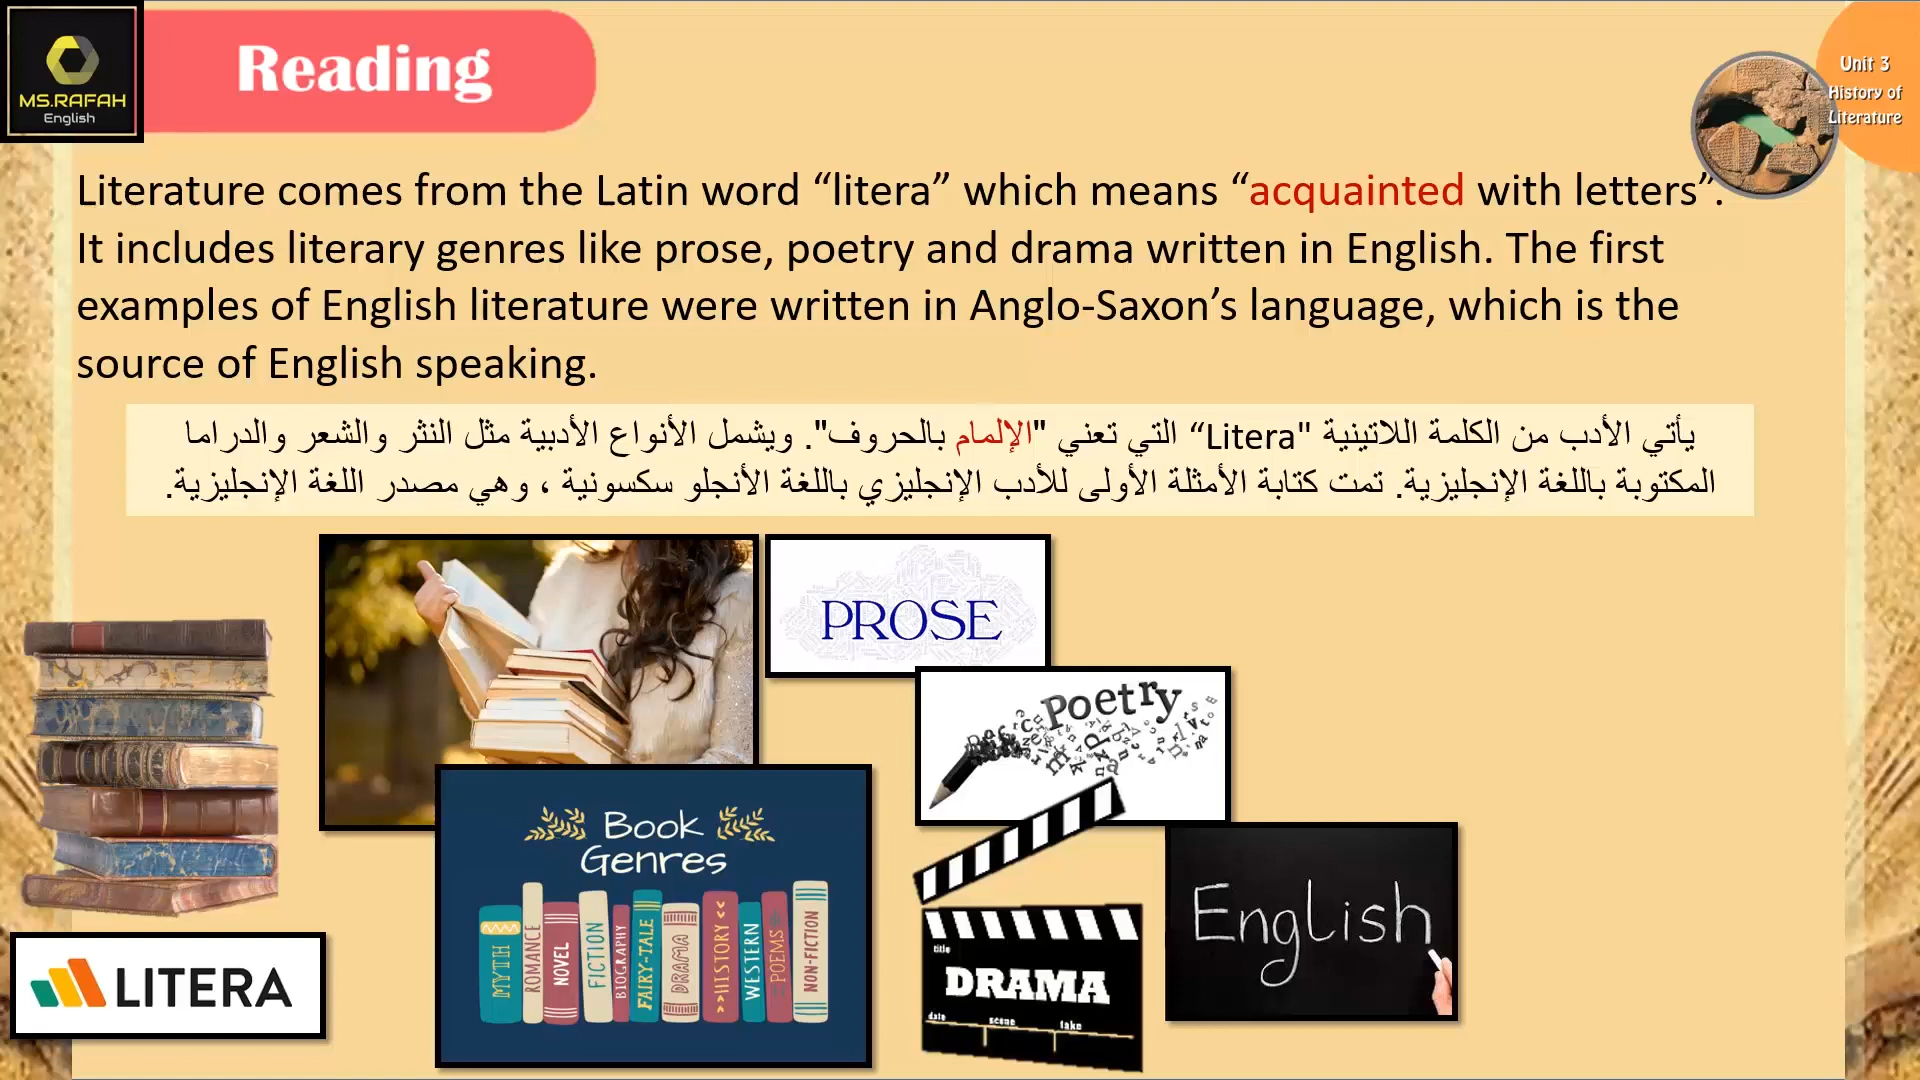 MS.RAFAH
English
Reading
Unit 3
History of
Literature
Literature comes from the Latin word “litera” which means “acquainted with letters”.
It includes literary genres like prose, poetry and drama written in English. The first
examples of English literature were written in Anglo-Saxon’s language, which is the
source of English speaking.
يأتي الأدب من الكلمة اللاتينية "Litera“ التي تعني "الإلمام بالحروف". ويشمل الأنواع الأدبية مثل النثر والشعر والدراما
المكتوبة باللغة الإنجليزية. تمت كتابة الأمثلة الأولى للأدب الإنجليزي باللغة الأنجلو سكسونية ، وهي مصدر اللغة الإنجليزية.
PROSE
Poetry
Book
Genres
MYTH
ROMANCE
NOVEL
FICTION
BIOGRAPHY
FAIRY-TALE
DRAMA
>>HISTORY<<
WESTERN
POEMS
NON-FICTION
title
DRAMA
date scene take
English
LITERA